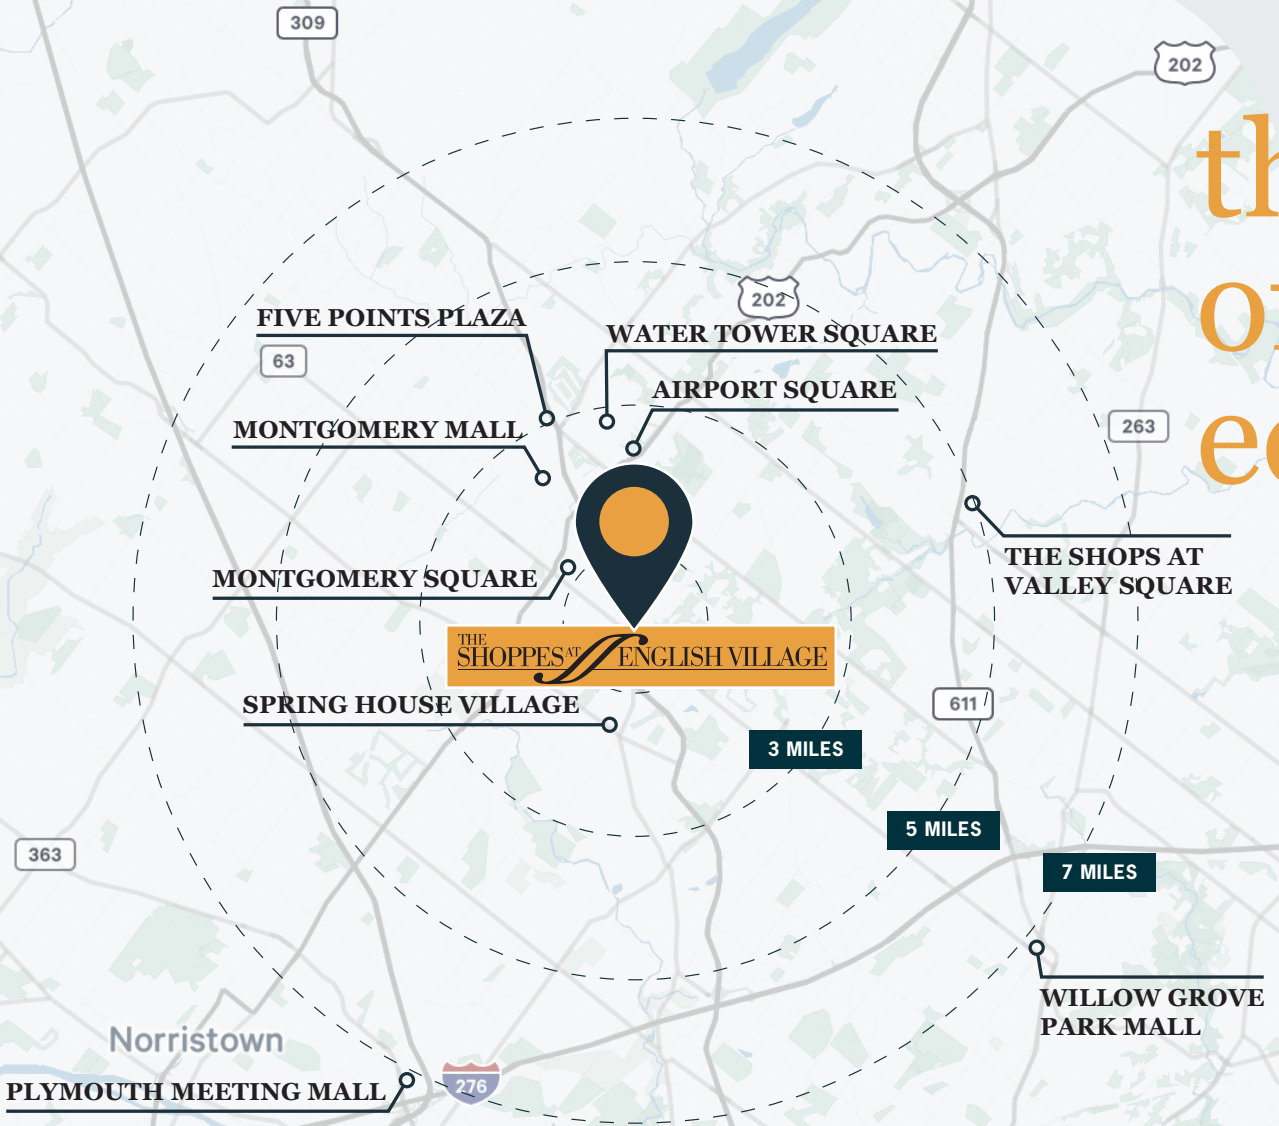 309
202
th
202
FIVE POINTS PLAZA
WATER TOWER SQUARE
63
AIRPORT SQUARE
MONTGOMERY MALL
263
THE SHOPS AT
VALLEY SQUARE
MONTGOMERY SQUARE
THE
SHOPPES AT ENGLISH VILLAGE
SPRING HOUSE VILLAGE
611
3 MILES
5 MILES
363
7 MILES
WILLOW GROVE
PARK MALL
Norristown
276
PLYMOUTH MEETING MALL